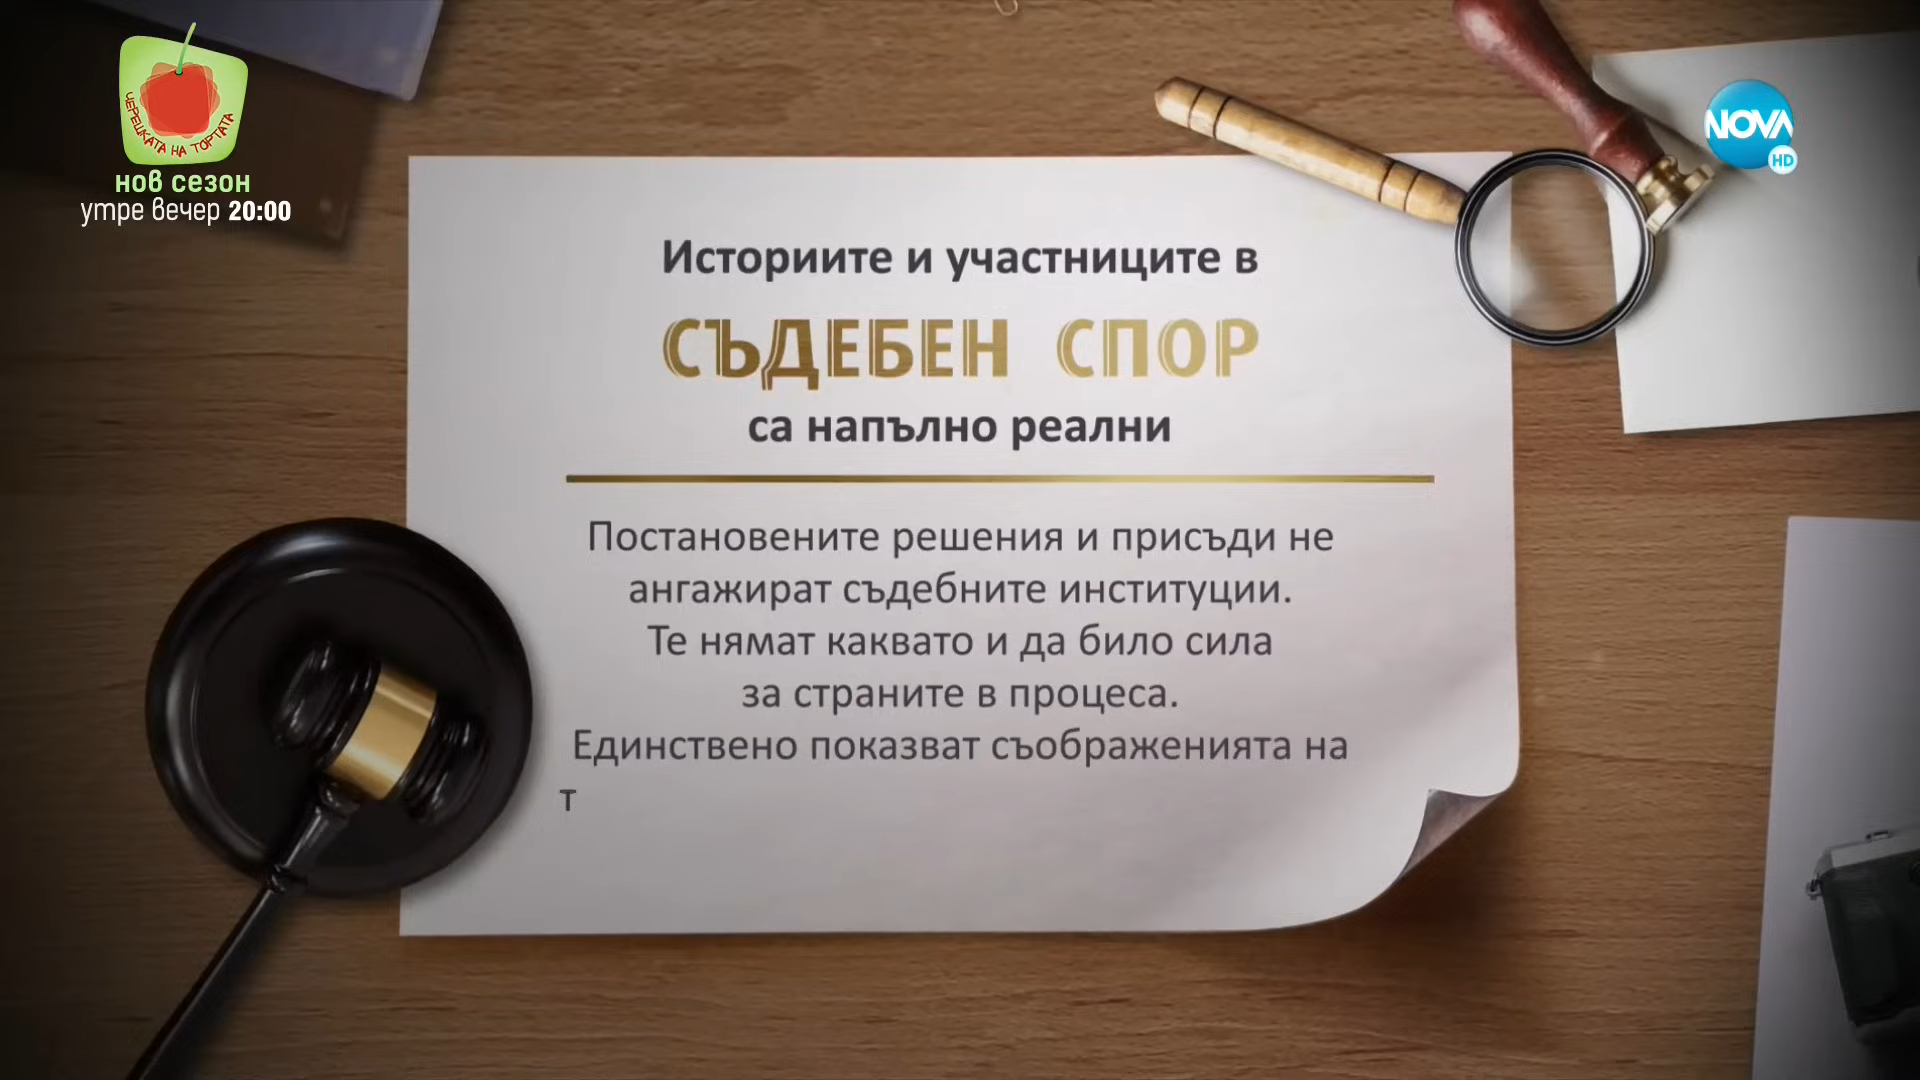 ЧЕРЕШКАТА НА ТОРТАТА
нов сезон
утре вечер 20:00
NOVA
HD
Историите и участниците в
СЪДЕБЕН СПОР
са напълно реални
Постановените решения и присъди не
ангажират съдебните институции.
Те нямат каквато и да било сила
за страните в процеса.
Единствено показват съображенията на
т